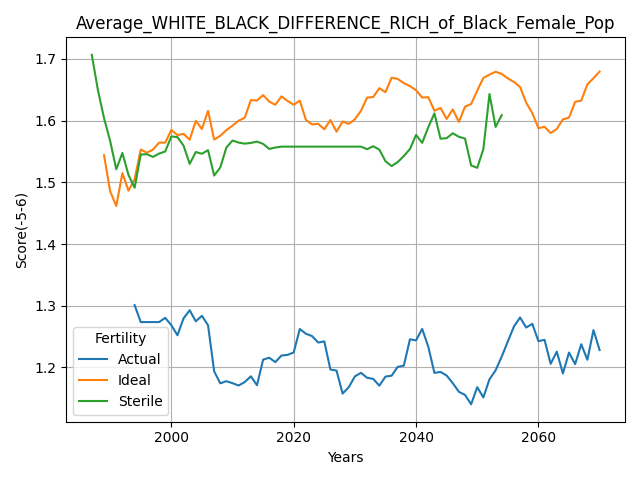 Average_WHITE_BLACK_DIFFERENCE_RICH_of_Black_Female_Pop
Score(-5-6)
1.7
1.6
1.5
1.4
1.3
1.2
Fertility
Actual
Ideal
Sterile
2000
2020
2040
2060
Years